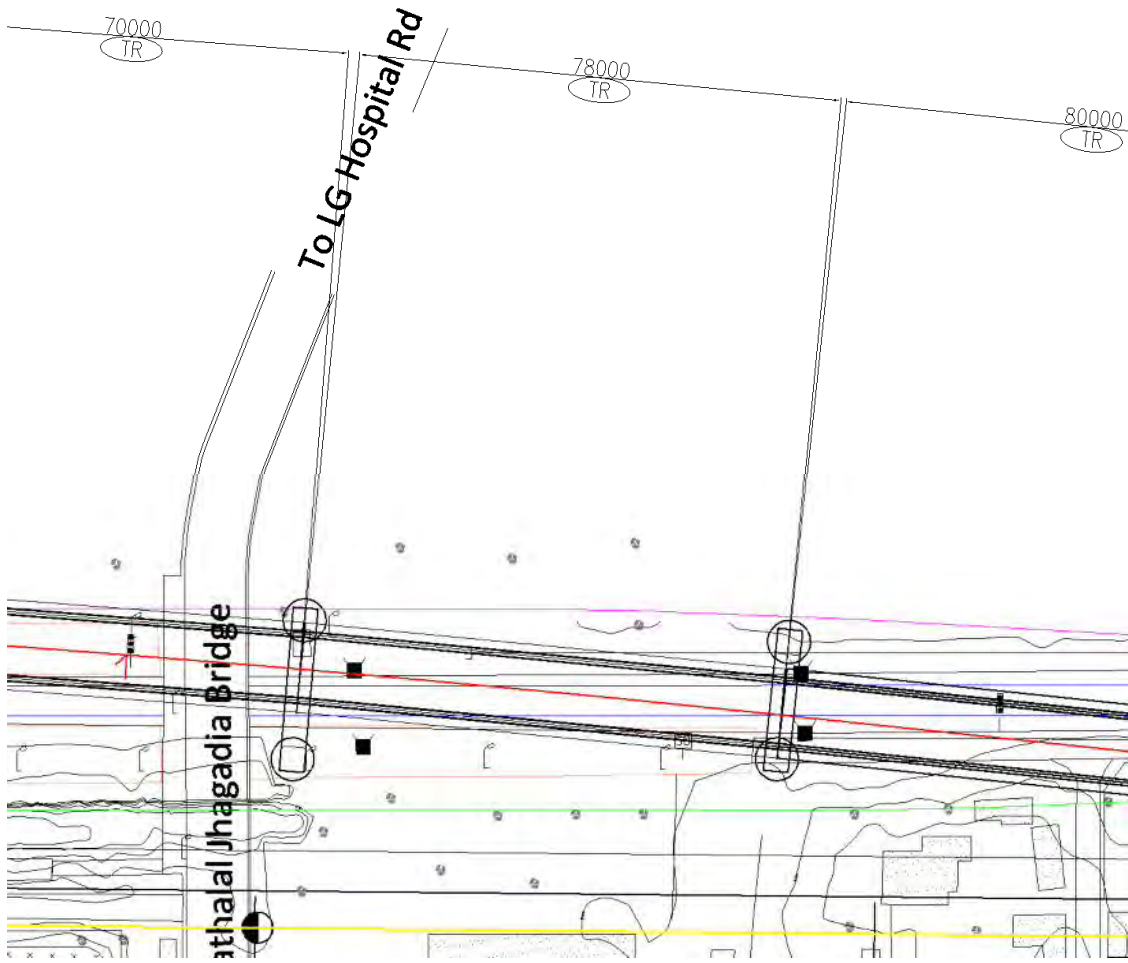 70000
TR
To LG Hospital Rd
78000
TR
80000
TR
athalal Jhagadia Bridge